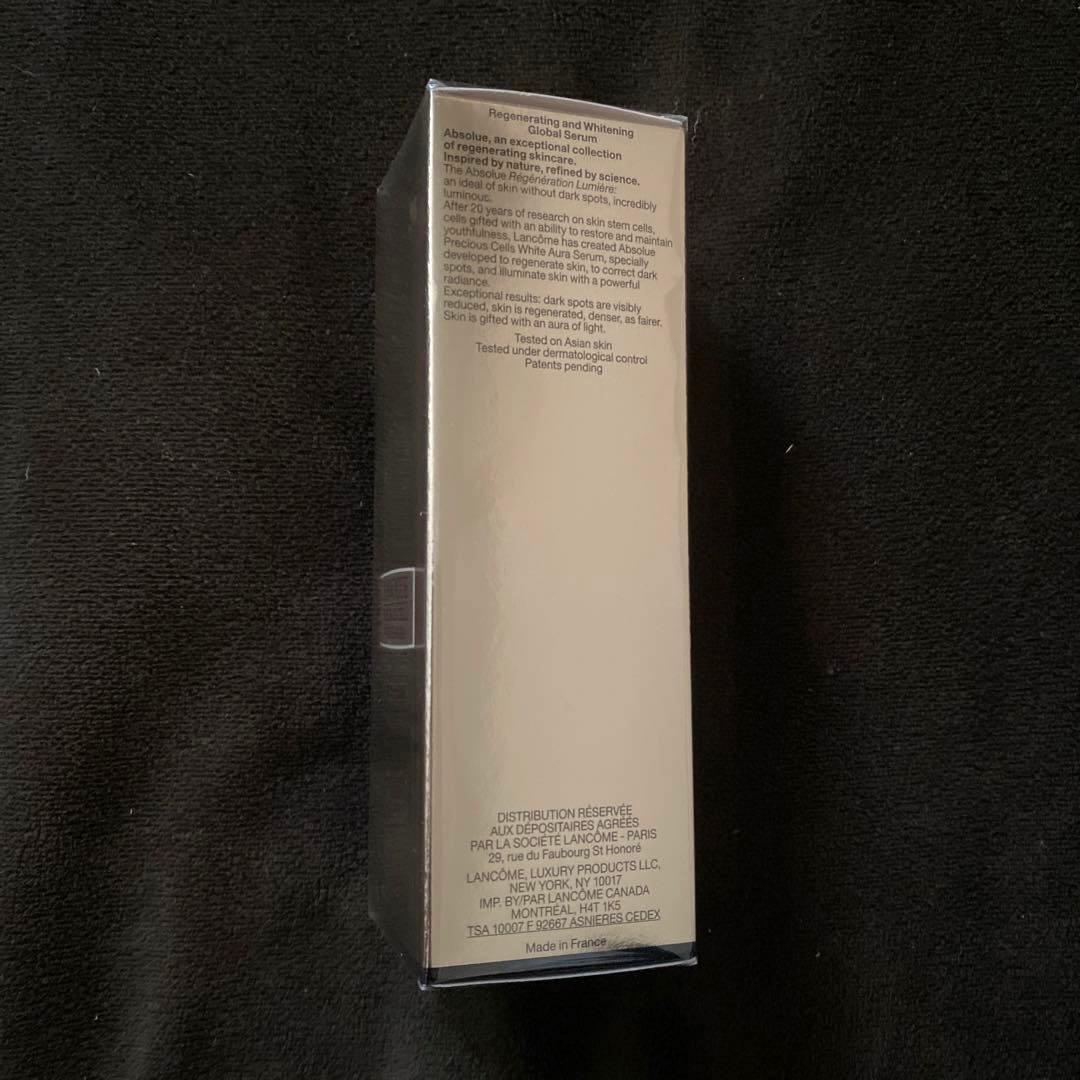 Regenerating and Whitening
Global Serum
Absolue, an exceptional collection
of regenerating skincare.
Inspired by nature, refined by science.
The Absolue Régénération Lumière:
an ideal of skin without dark spots, incredibly
luminous.
After 20 years of research on skin stem cells,
cells gifted with an ability to restore and maintain
youthfulness, Lancôme has created Absolue
Precious Cells White Aura Serum, specially
developed to regenerate skin, to correct dark
spots, and illuminate skin with a powerful
radiance.
Exceptional results: dark spots are visibly
reduced, skin is regenerated, denser, as fairer.
Skin is gifted with an aura of light.
Tested on Asian skin
Tested under dermatological control
Patents pending
DISTRIBUTION RÉSERVÉE
AUX DÉPOSITAIRES AGRÉÉS
PAR LA SOCIÉTÉ LANCÔME - PARIS
29, rue du Faubourg St Honoré
LANCÔME, LUXURY PRODUCTS LLC,
NEW YORK, NY 10017
IMP. BY/PAR LANCÔME CANADA
MONTRÉAL, H4T 1K5
TSA 10007 F 92667 ASNIERES CEDEX
Made in France